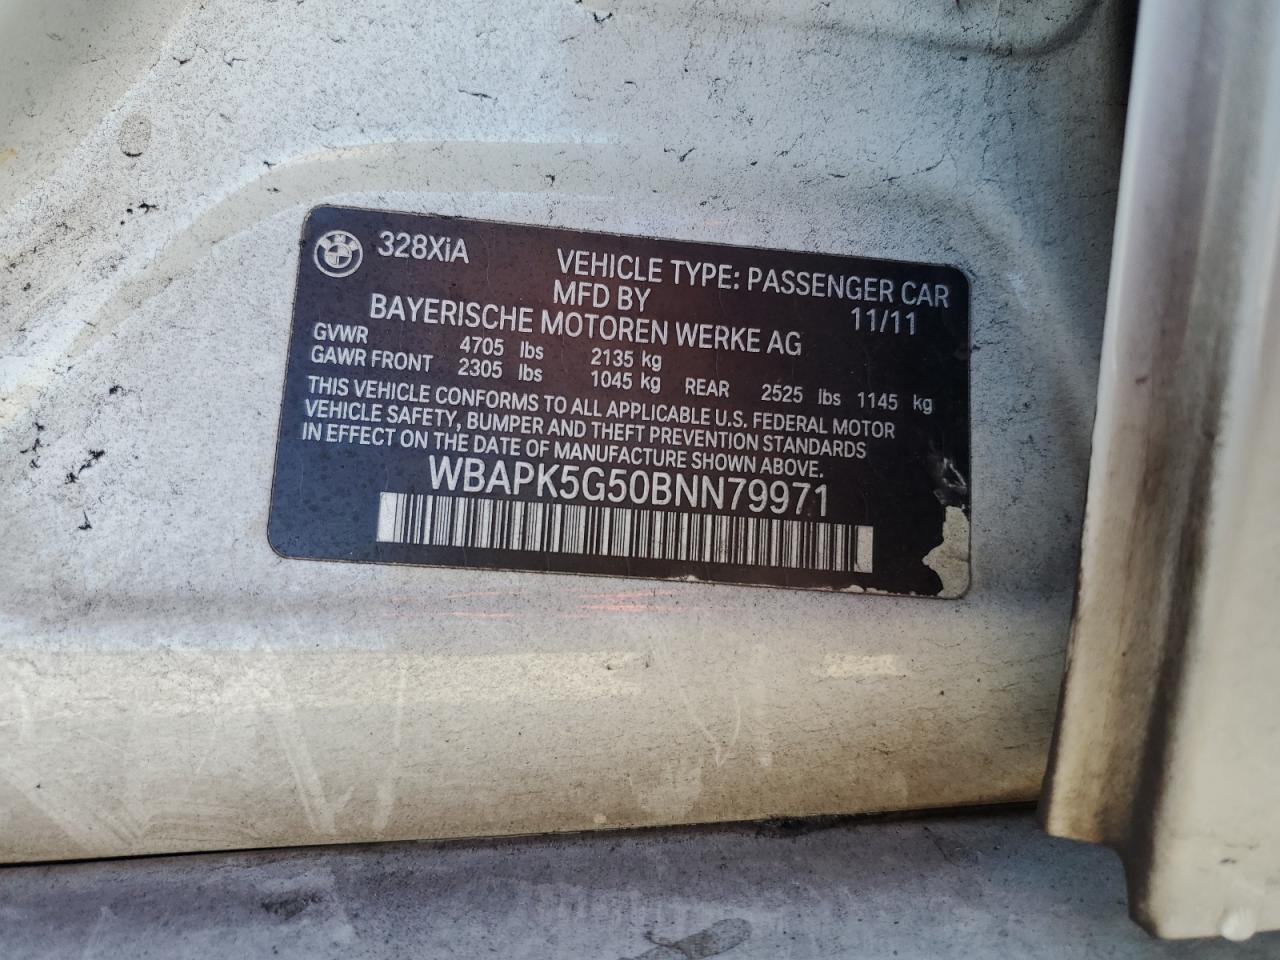 328XiA VEHICLE TYPE: PASSENGER CAR
MFD BY 11/11
BAYERISCHE MOTOREN WERKE AG
GVWR 4705 lbs 2135 kg
GAWR FRONT 2305 lbs 1045 kg REAR 2525 lbs 1145 kg
THIS VEHICLE CONFORMS TO ALL APPLICABLE U.S. FEDERAL MOTOR
VEHICLE SAFETY, BUMPER AND THEFT PREVENTION STANDARDS
IN EFFECT ON THE DATE OF MANUFACTURE SHOWN ABOVE.
WBAPK5G50BNN79971